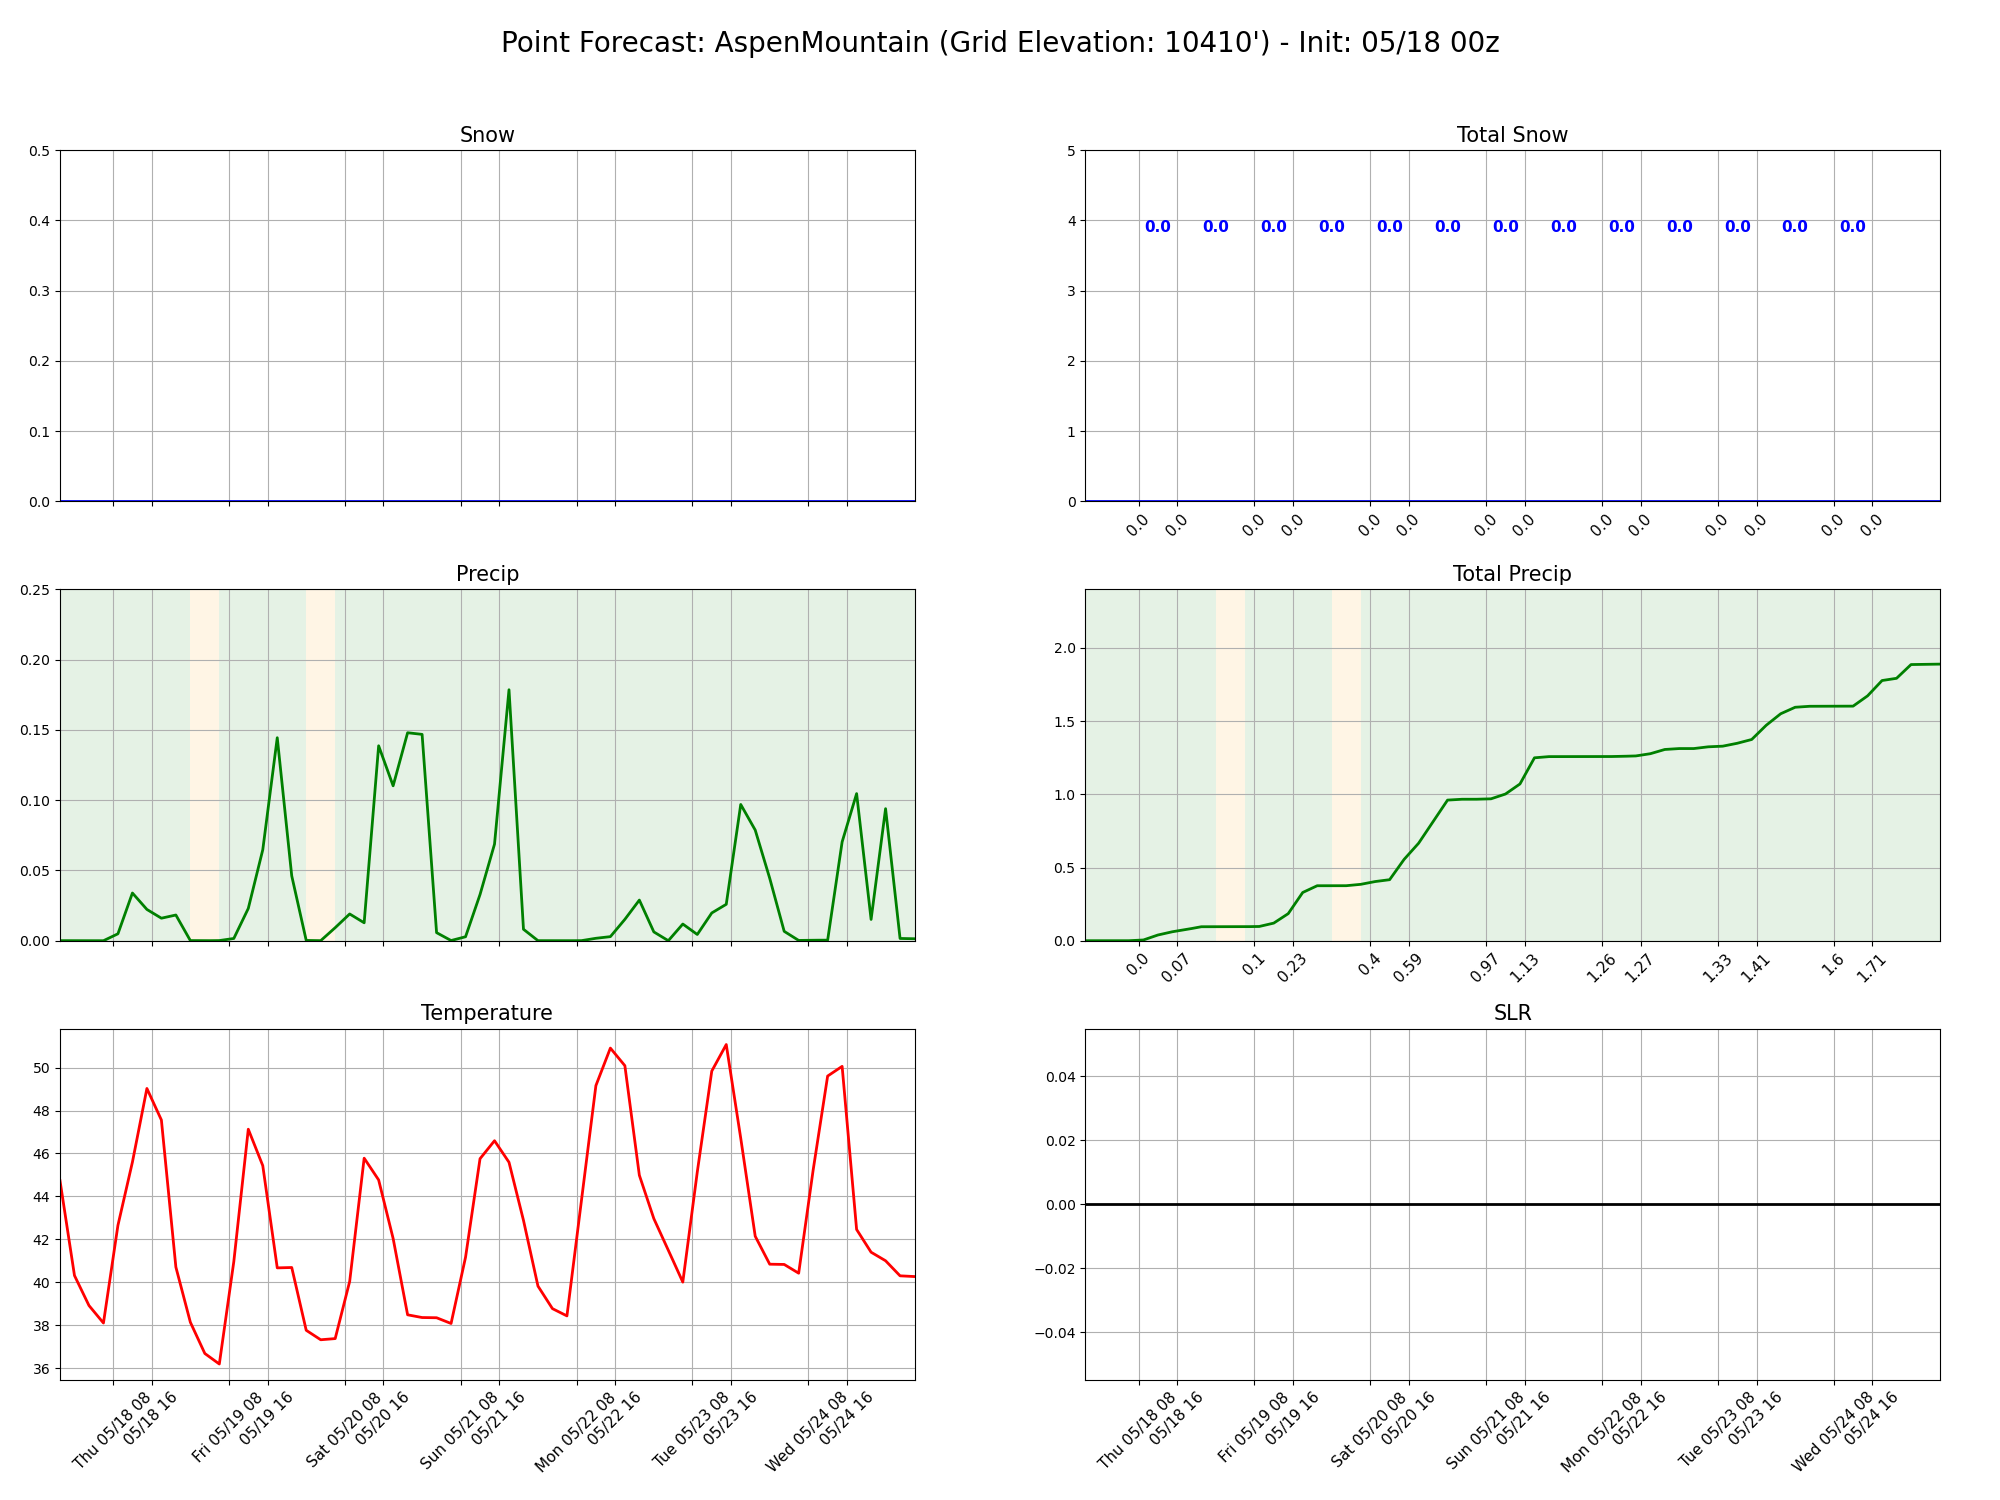 Point Forecast: AspenMountain (Grid Elevation: 10410') - Init: 05/18 00z
Snow
0.5
0.4
0.3
0.2
0.1
0.0
Total Snow
5
4
3
2
1
0
0.0 0.0 0.0 0.0 0.0 0.0 0.0 0.0 0.0 0.0 0.0 0.0 0.0
0.0 0.0 0.0 0.0 0.0 0.0 0.0 0.0 0.0 0.0 0.0 0.0 0.0 0.0
Precip
0.25
0.20
0.15
0.10
0.05
0.00
Total Precip
2.0
1.5
1.0
0.5
0.0
0.0 0.07 0.1 0.23 0.4 0.59 0.97 1.13 1.26 1.27 1.33 1.41 1.6 1.71
Temperature
50
48
46
44
42
40
38
36
Thu 05/18 08
05/18 16
Fri 05/19 08
05/19 16
Sat 05/20 08
05/20 16
Sun 05/21 08
05/21 16
Mon 05/22 08
05/22 16
Tue 05/23 08
05/23 16
Wed 05/24 08
05/24 16
SLR
0.04
0.02
0.00
−0.02
−0.04
Thu 05/18 08
05/18 16
Fri 05/19 08
05/19 16
Sat 05/20 08
05/20 16
Sun 05/21 08
05/21 16
Mon 05/22 08
05/22 16
Tue 05/23 08
05/23 16
Wed 05/24 08
05/24 16